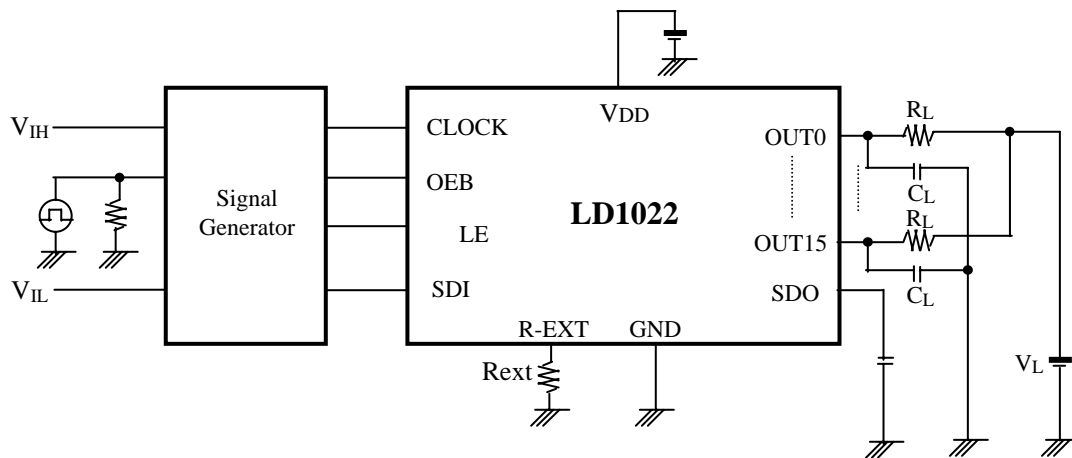 VDD
VIH
CLOCK
OUT0
RL
OEB
CL
Signal
Generator
LD1022
LE
RL
OUT15
VIL
SDI
SDO
CL
R-EXT
GND
Rext
VL